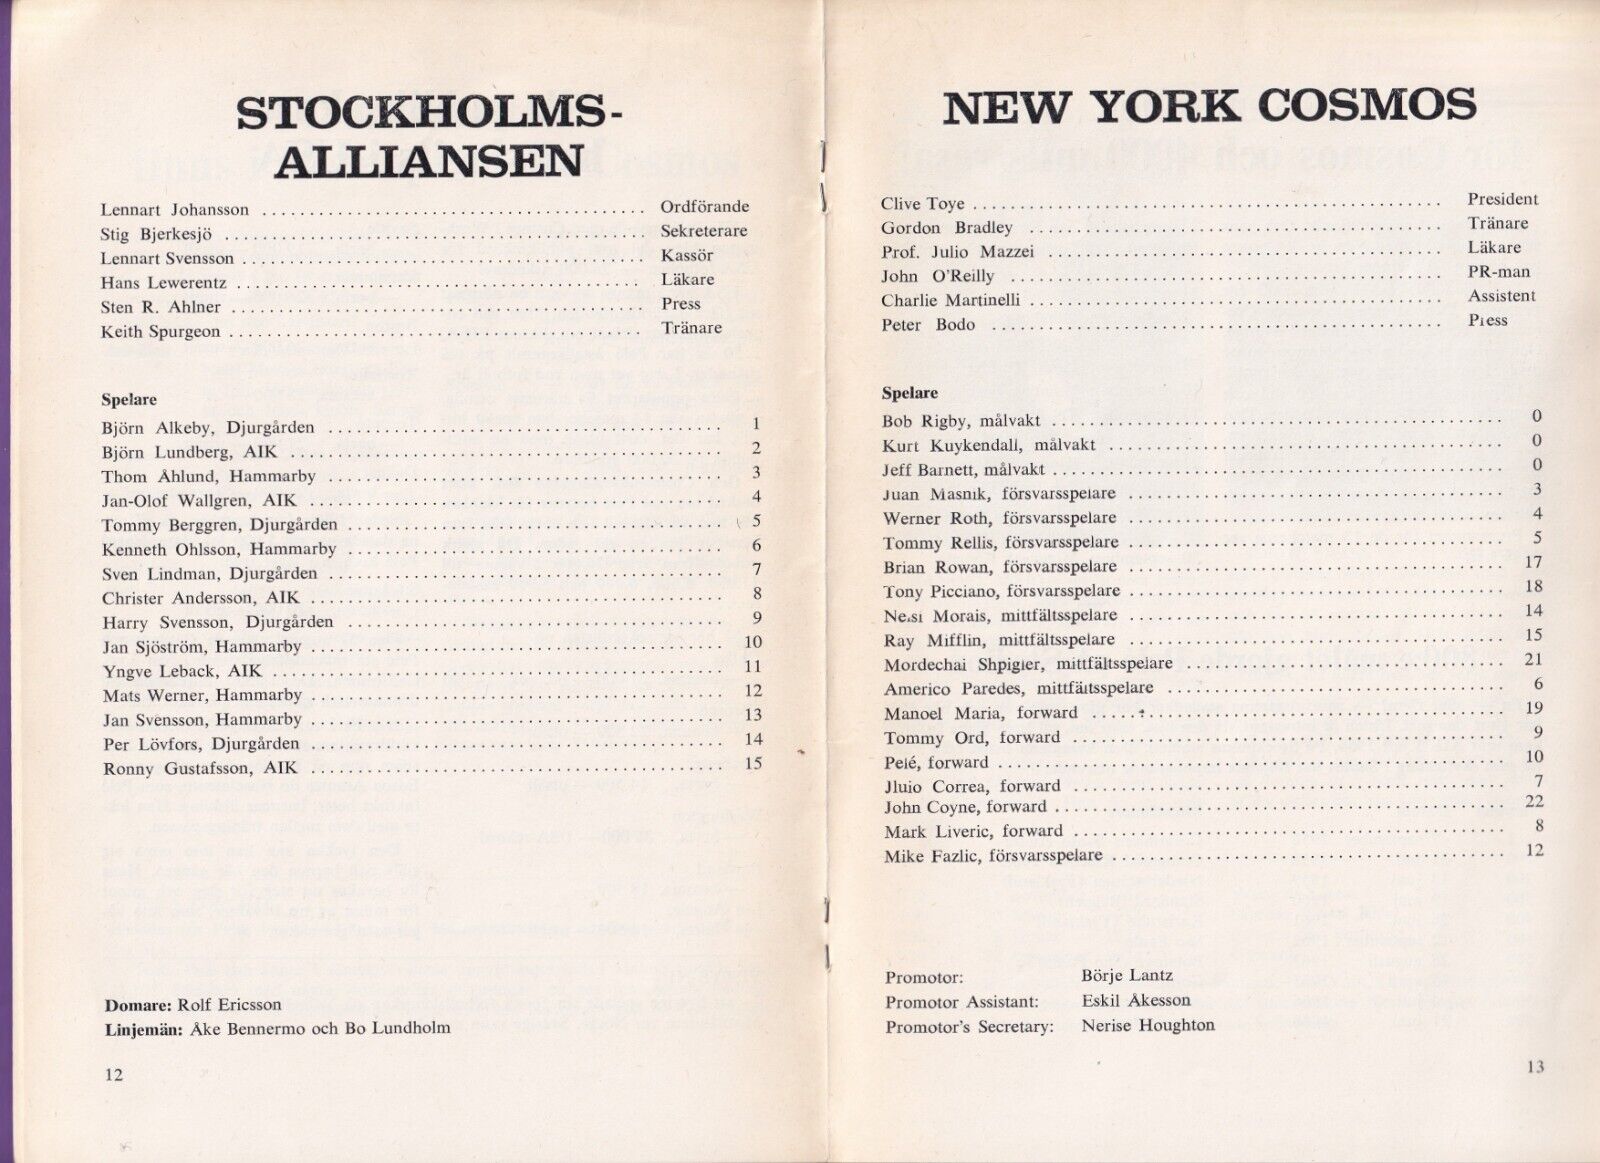 STOCKHOLMS-
ALLIANSEN
Lennart Johansson ........................................ Ordförande
Stig Bjerkesjö ........................................ Sekreterare
Lennart Svensson ........................................ Kassör
Hans Lewerentz ........................................ Läkare
Sten R. Ahlner ........................................ Press
Keith Spurgeon ........................................ Tränare
Spelare
Björn Alkeby, Djurgården ........................................ 1
Björn Lundberg, AIK ........................................ 2
Thom Åhlund, Hammarby ........................................ 3
Jan-Olof Wallgren, AIK ........................................ 4
Tommy Berggren, Djurgården ........................................ 5
Kenneth Ohlsson, Hammarby ........................................ 6
Sven Lindman, Djurgården ........................................ 7
Christer Andersson, AIK ........................................ 8
Harry Svensson, Djurgården ........................................ 9
Jan Sjöström, Hammarby ........................................ 10
Yngve Leback, AIK ........................................ 11
Mats Werner, Hammarby ........................................ 12
Jan Svensson, Hammarby ........................................ 13
Per Lövfors, Djurgården ........................................ 14
Ronny Gustafsson, AIK ........................................ 15
Domare: Rolf Ericsson
Linjemän: Åke Bennermo och Bo Lundholm
12
NEW YORK COSMOS
Clive Toye ........................................ President
Gordon Bradley ........................................ Tränare
Prof. Julio Mazzei ........................................ Läkare
John O'Reilly ........................................ PR-man
Charlie Martinelli ........................................ Assistent
Peter Bodo ........................................ Press
Spelare
Bob Rigby, målvakt ........................................ 0
Kurt Kuykendall, målvakt ........................................ 0
Jeff Barnett, målvakt ........................................ 0
Juan Masnik, försvarsspelare ........................................ 3
Werner Roth, försvarsspelare ........................................ 4
Tommy Rellis, försvarsspelare ........................................ 5
Brian Rowan, försvarsspelare ........................................ 17
Tony Picciano, försvarsspelare ........................................ 18
Morais, mittfältsspelare ........................................ 14
Ray Mifflin, mittfältsspelare ........................................ 15
Mordechai Shpigler, mittfältsspelare ........................................ 21
Americo Paredes, mittfältsspelare ........................................ 6
Manoel Maria, forward ........................................ 19
Tommy Ord, forward ........................................ 9
Pelé, forward ........................................ 10
Jluio Correa, forward ........................................ 7
John Coyne, forward ........................................ 22
Mark Liveric, forward ........................................ 8
Mike Fazlic, försvarsspelare ........................................ 12
Promotor: Börje Lantz
Promotor Assistant: Eskil Åkesson
Promotor's Secretary: Nerise Houghton
13